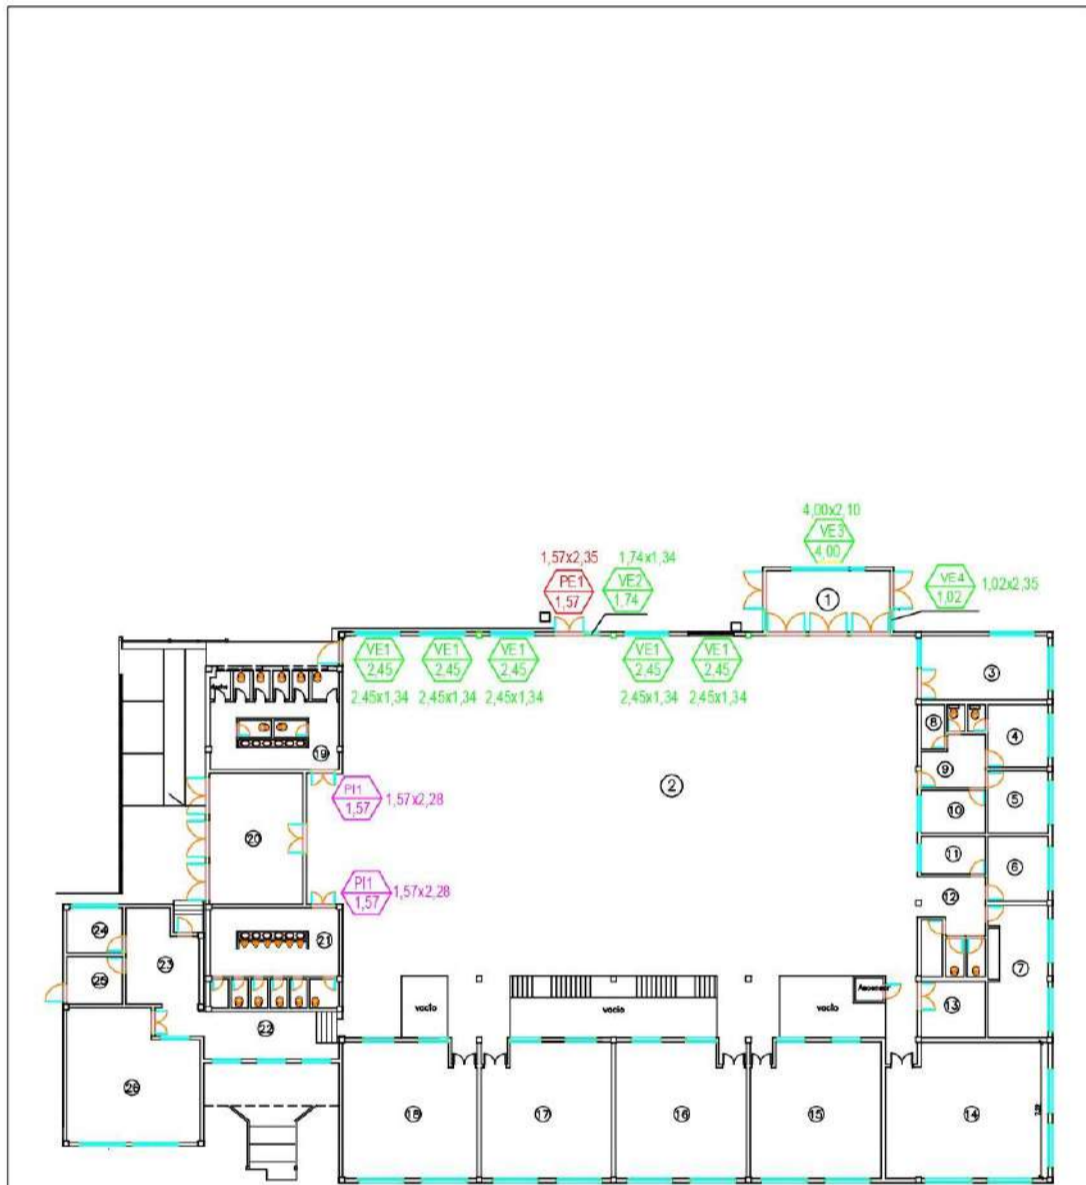 4,00x2,10
VE3
4,00
1,57x2,35
PE1
1,57
1,74x1,34
VE2
1,74
VE4
1,02
1,02x2,35
1
VE1
2,45
2,45x1,34
VE1
2,45
2,45x1,34
VE1
2,45
2,45x1,34
VE1
2,45
2,45x1,34
VE1
2,45
2,45x1,34
3
8
4
19
9
PI1
1,57
1,57x2,28
2
5
10
20
11
6
PI1
1,57
1,57x2,28
12
24
21
23
25
7
Ascensor
13
vacio
vacio
vacio
22
26
18
17
16
15
14